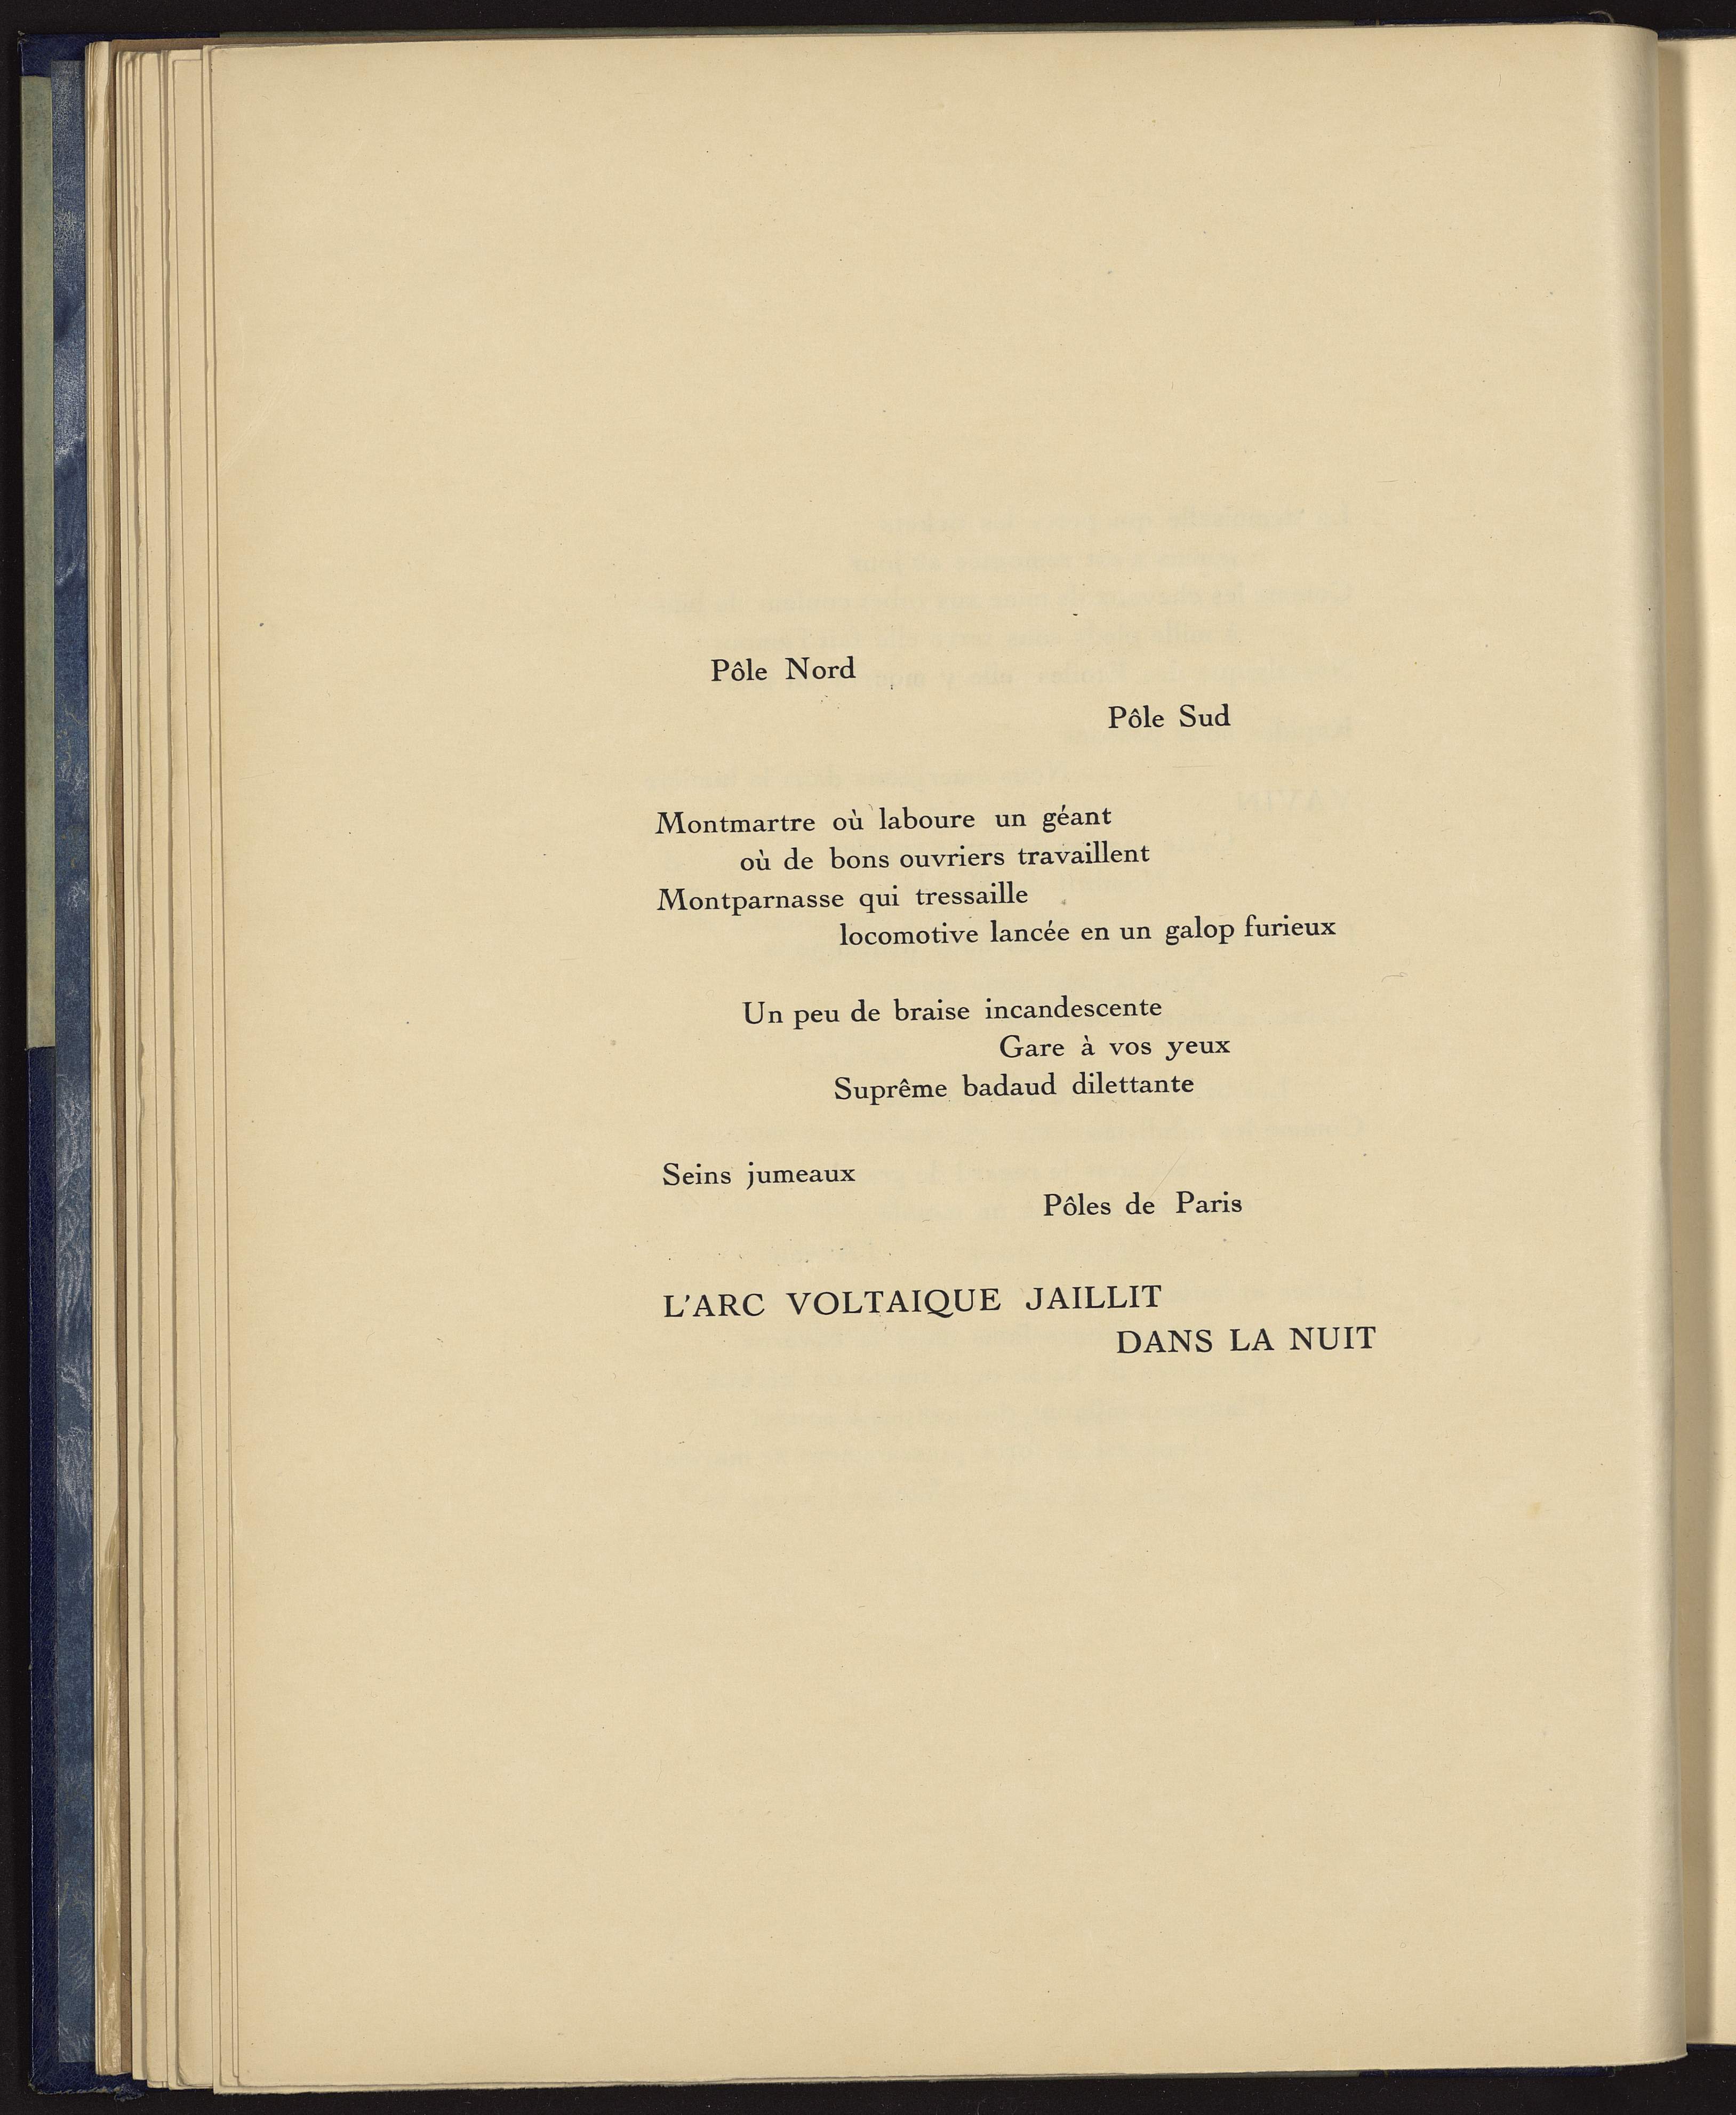 Pôle Nord
Pôle Sud
Montmartre où laboure un géant
où de bons ouvriers travaillent
Montparnasse qui tressaille
locomotive lancée en un galop furieux
Un peu de braise incandescente
Gare à vos yeux
Suprême badaud dilettante
Seins jumeaux
Pôles de Paris
L'ARC VOLTAIQUE JAILLIT
DANS LA NUIT